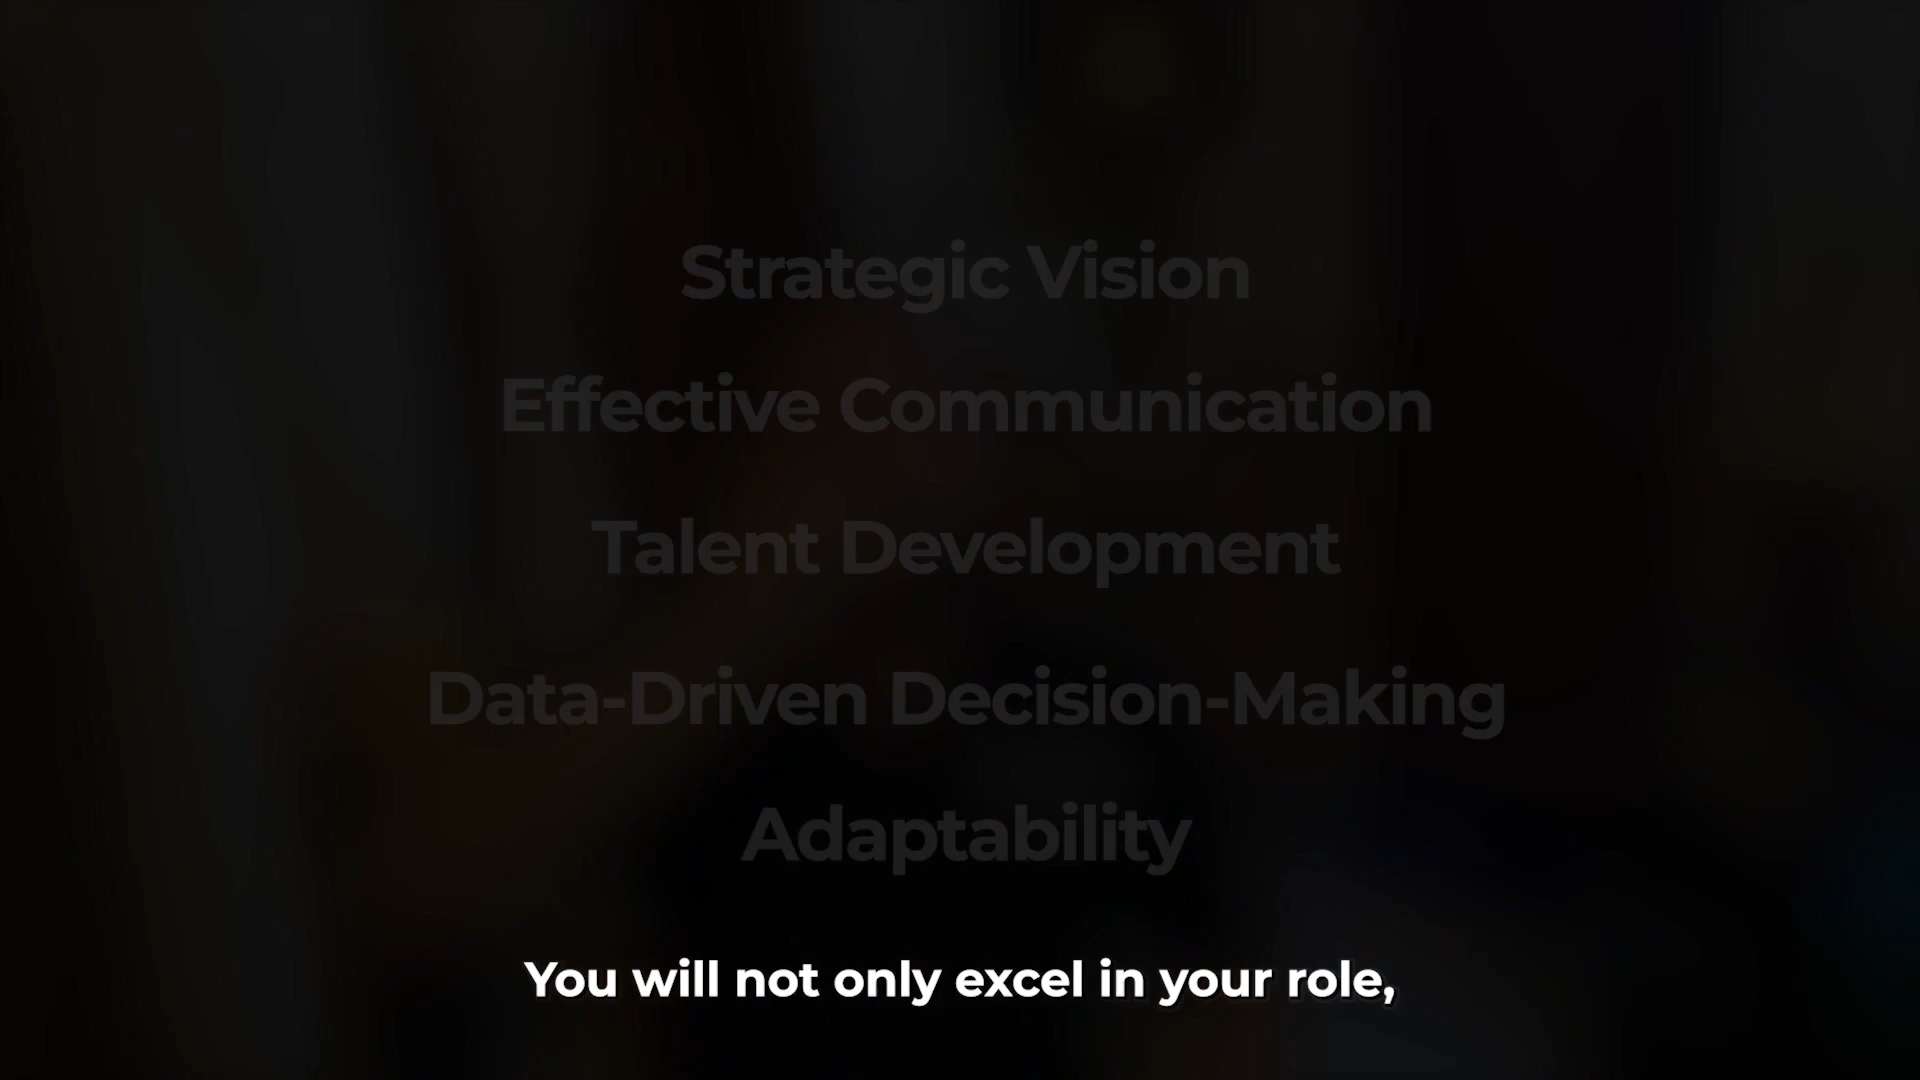 Strategic Vision
Effective Communication
Talent Development
Data-Driven Decision-Making
Adaptability
You will not only excel in your role,